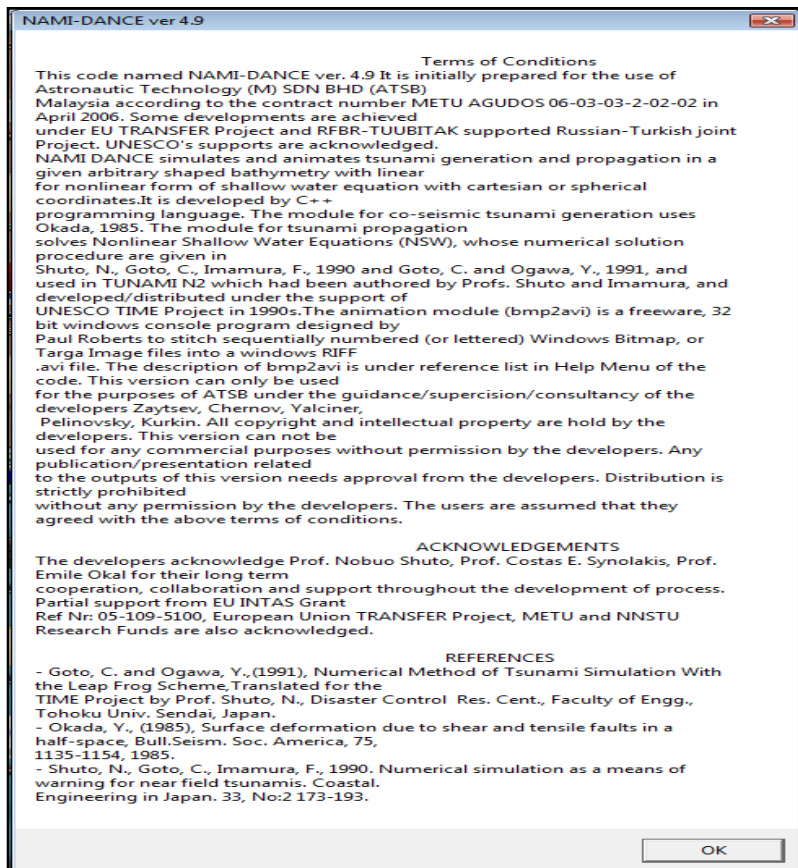 NAMI-DANCE ver 4.9
Terms of Conditions
This code named NAMI-DANCE ver. 4.9 It is initially prepared for the use of
Astronautic Technology (M) SDN BHD (ATSB)
Malaysia according to the contract number METU AGUDOS 06-03-03-2-02-02 in
April 2006. Some developments are achieved
under EU TRANSFER Project and RFBR-TUUBITAK supported Russian-Turkish joint
Project. UNESCO's supports are acknowledged.
NAMI DANCE simulates and animates tsunami generation and propagation in a
given arbitrary shaped bathymetry with linear
for nonlinear form of shallow water equation with cartesian or spherical
coordinates.It is developed by C++
programming language. The module for co-seismic tsunami generation uses
Okada, 1985. The module for tsunami propagation
solves Nonlinear Shallow Water Equations (NSW), whose numerical solution
procedure are given in
Shuto, N., Goto, C., Imamura, F., 1990 and Goto, C. and Ogawa, Y., 1991, and
used in TUNAMI N2 which had been authored by Profs. Shuto and Imamura, and
developed/distributed under the support of
UNESCO TIME Project in 1990s.The animation module (bmp2avi) is a freeware, 32
bit windows console program designed by
Paul Roberts to stitch sequentially numbered (or lettered) Windows Bitmap, or
Targa Image files into a windows RIFF
.avi file. The description of bmp2avi is under reference list in Help Menu of the
code. This version can only be used
for the purposes of ATSB under the guidance/supervision/consultancy of the
developers Zaytsev, Chernov, Yalciner,
Pelinovsky, Kurkin. All copyright and intellectual property are hold by the
developers. This version can not be
used for any commercial purposes without permission by the developers. Any
publication/presentation related
to the outputs of this version needs approval from the developers. Distribution is
strictly prohibited
without any permission by the developers. The users are assumed that they
agreed with the above terms of conditions.
ACKNOWLEDGEMENTS
The developers acknowledge Prof. Nobuo Shuto, Prof. Costas E. Synolakis, Prof.
Emile Okal for their long term
cooperation, collaboration and support throughout the development of process.
Partial support from EU INTAS Grant
Ref Nr: 05-109-5100, European Union TRANSFER Project, METU and NNSTU
Research Funds are also acknowledged.
REFERENCES
- Goto, C. and Ogawa, Y.,(1991), Numerical Method of Tsunami Simulation With
the Leap Frog Scheme,Translated for the
TIME Project by Prof. Shuto, N., Disaster Control Res. Cent., Faculty of Engg.,
Tohoku Univ. Sendai, Japan.
- Okada, Y., (1985), Surface deformation due to shear and tensile faults in a
half-space, Bull.Seism. Soc. America, 75,
1135-1154, 1985.
- Shuto, N., Goto, C., Imamura, F., 1990. Numerical simulation as a means of
warning for near field tsunamis. Coastal.
Engineering in Japan. 33, No:2 173-193.
OK